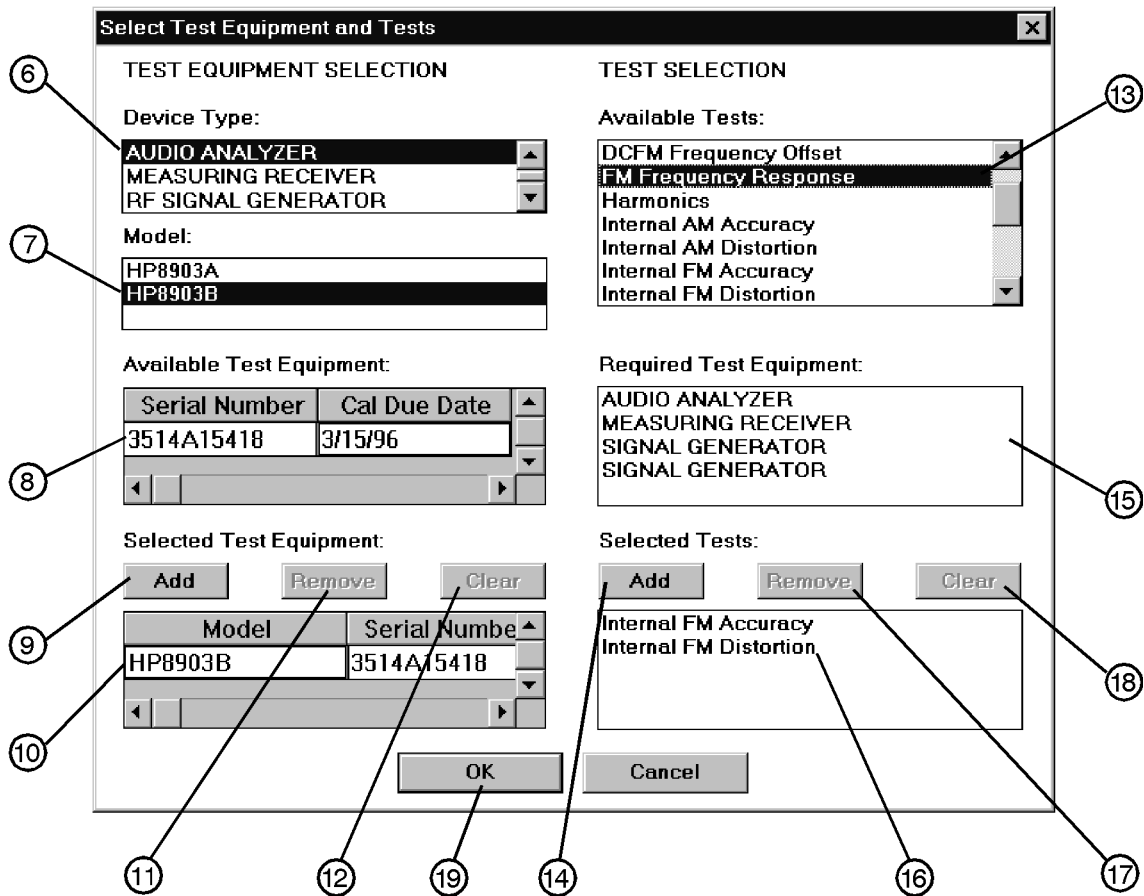 Select Test Equipment and Tests
TEST EQUIPMENT SELECTION
TEST SELECTION
6
13
Device Type:
AUDIO ANALYZER
MEASURING RECEIVER
RF SIGNAL GENERATOR
Available Tests:
DCFM Frequency Offset
FM Frequency Response
Harmonics
Internal AM Accuracy
Internal AM Distortion
Internal FM Accuracy
Internal FM Distortion
7
Model:
HP8903A
HP8903B
Available Test Equipment:
Serial Number Cal Due Date
3514A15418 3/15/96
8
Required Test Equipment:
AUDIO ANALYZER
MEASURING RECEIVER
SIGNAL GENERATOR
SIGNAL GENERATOR
15
Selected Test Equipment:
Add Remove Clear
9
Model Serial Numbe
HP8903B 3514A15418
10
Selected Tests:
Add Remove Clear
Internal FM Accuracy
Internal FM Distortion
18
OK Cancel
11 12 19 14 16 17